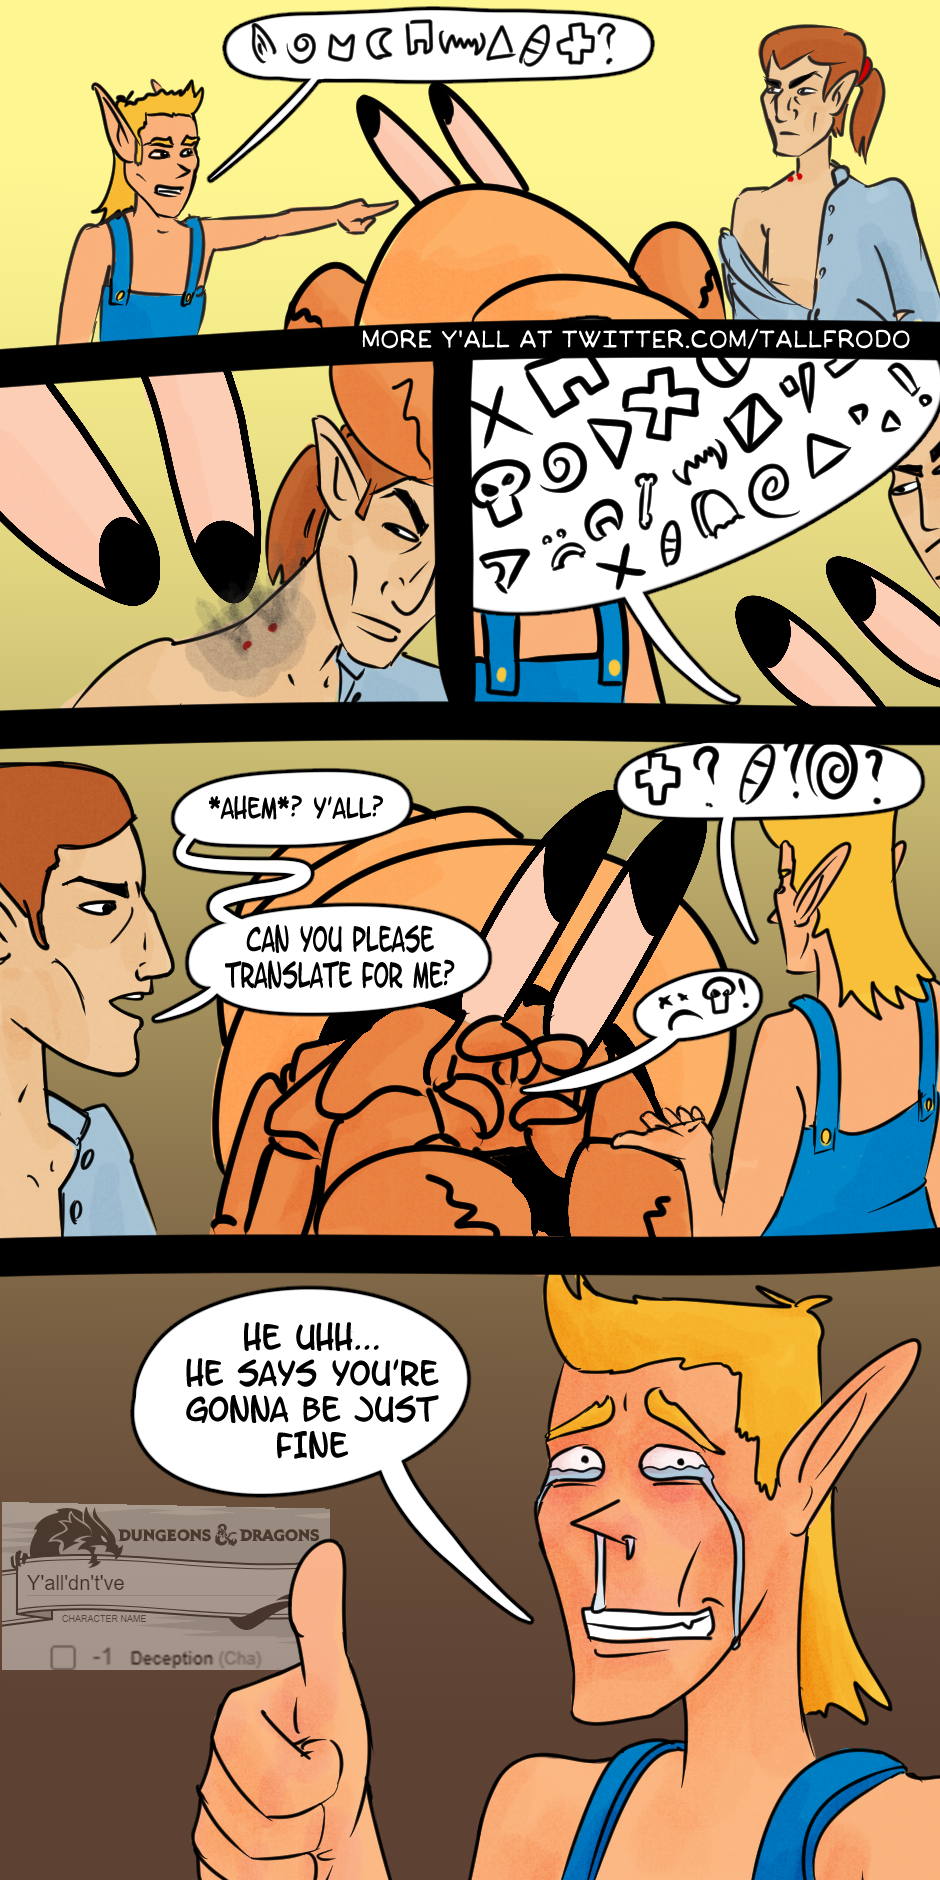 MORE Y'ALL AT TWITTER.COM/TALLFRODO
*AHEM*? Y'ALL?
CAN YOU PLEASE
TRANSLATE FOR ME?
HE UHH...
HE SAYS YOU'RE
GONNA BE JUST
FINE
DUNGEONS & DRAGONS
Y'all'dn't've
CHARACTER NAME
-1 Deception (Cha)